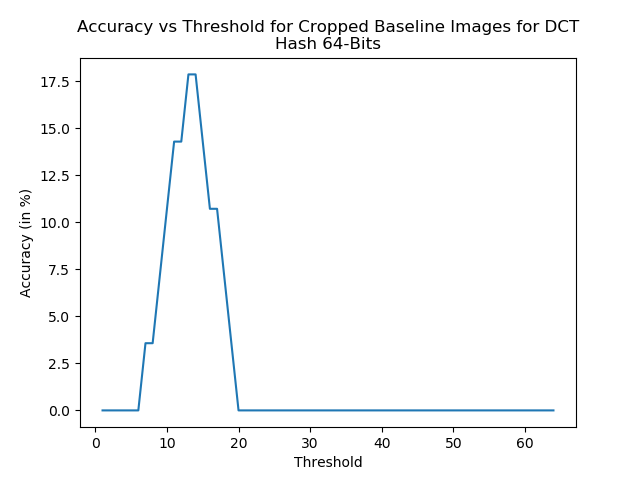 Accuracy vs Threshold for Cropped Baseline Images for DCT
Hash 64-Bits
17.5
15.0
12.5
10.0
7.5
5.0
2.5
0.0
Accuracy (in %)
0 10 20 30 40 50 60
Threshold